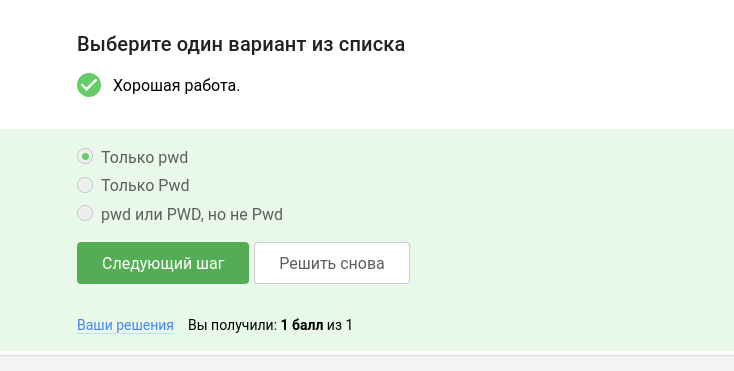 Выберите один вариант из списка
Хорошая работа.
Только pwd
Только Pwd
pwd или PWD, но не Pwd
Следующий шаг Решить снова
Ваши решения Вы получили: 1 балл из 1